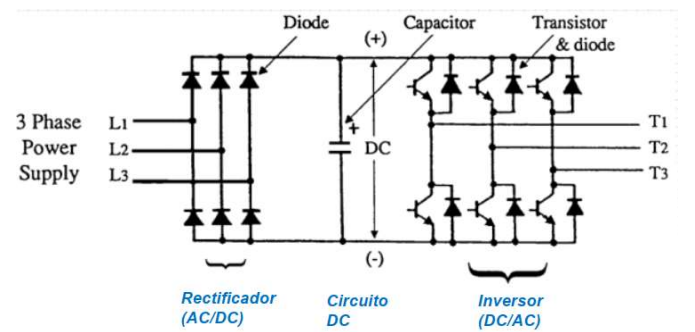 Diode
Capacitor
Transistor
& diode
(+)
3 Phase
Power
Supply
L1
L2
L3
+
DC
T1
T2
T3
(-)
Rectificador
(AC/DC)
Circuito
DC
Inversor
(DC/AC)